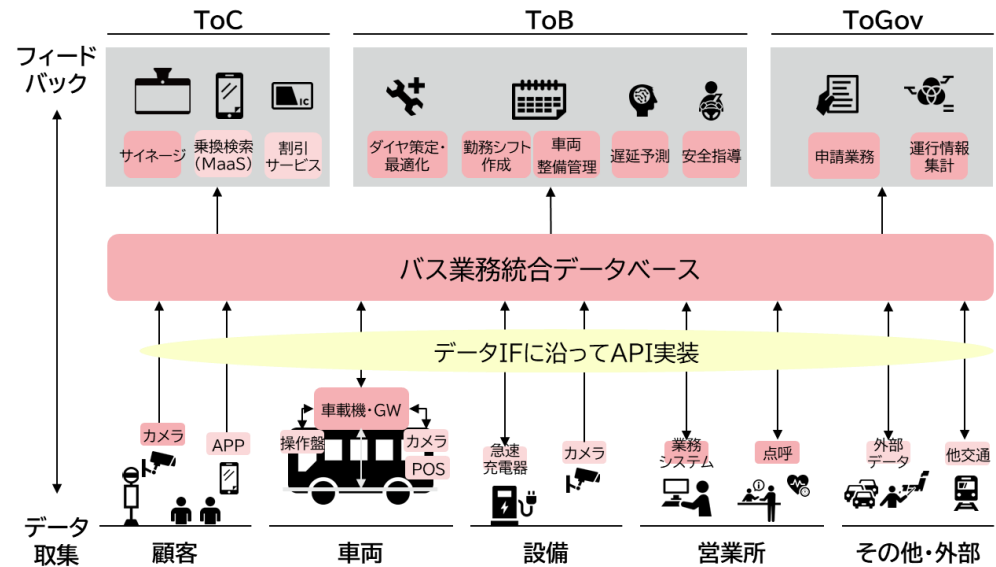 ToC
ToB
ToGov
フィード
バック
サイネージ
乗換検索
(MaaS)
IC
割引
サービス
ダイヤ策定・
最適化
勤務シフト
作成
車両
整備管理
遅延予測
安全指導
申請業務
運行情報
集計
バス業務統合データベース
データIFに沿ってAPI実装
カメラ
APP
車載機・GW
操作盤
カメラ
POS
急速
充電器
カメラ
業務
システム
点呼
外部
データ
他交通
データ
取集
顧客
車両
設備
営業所
その他・外部